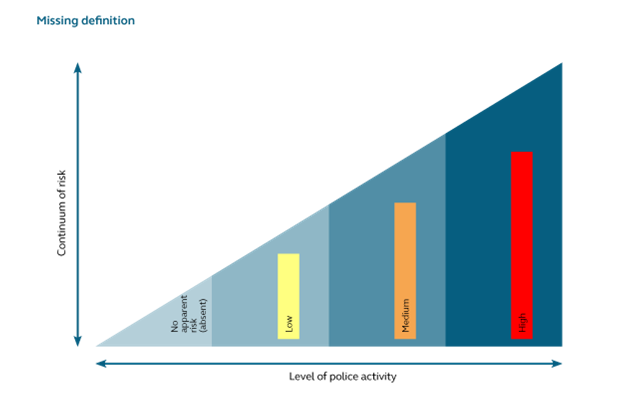 Missing definition
Continuum of risk
No
apparent
risk
(absent)
Low
Medium
High
Level of police activity